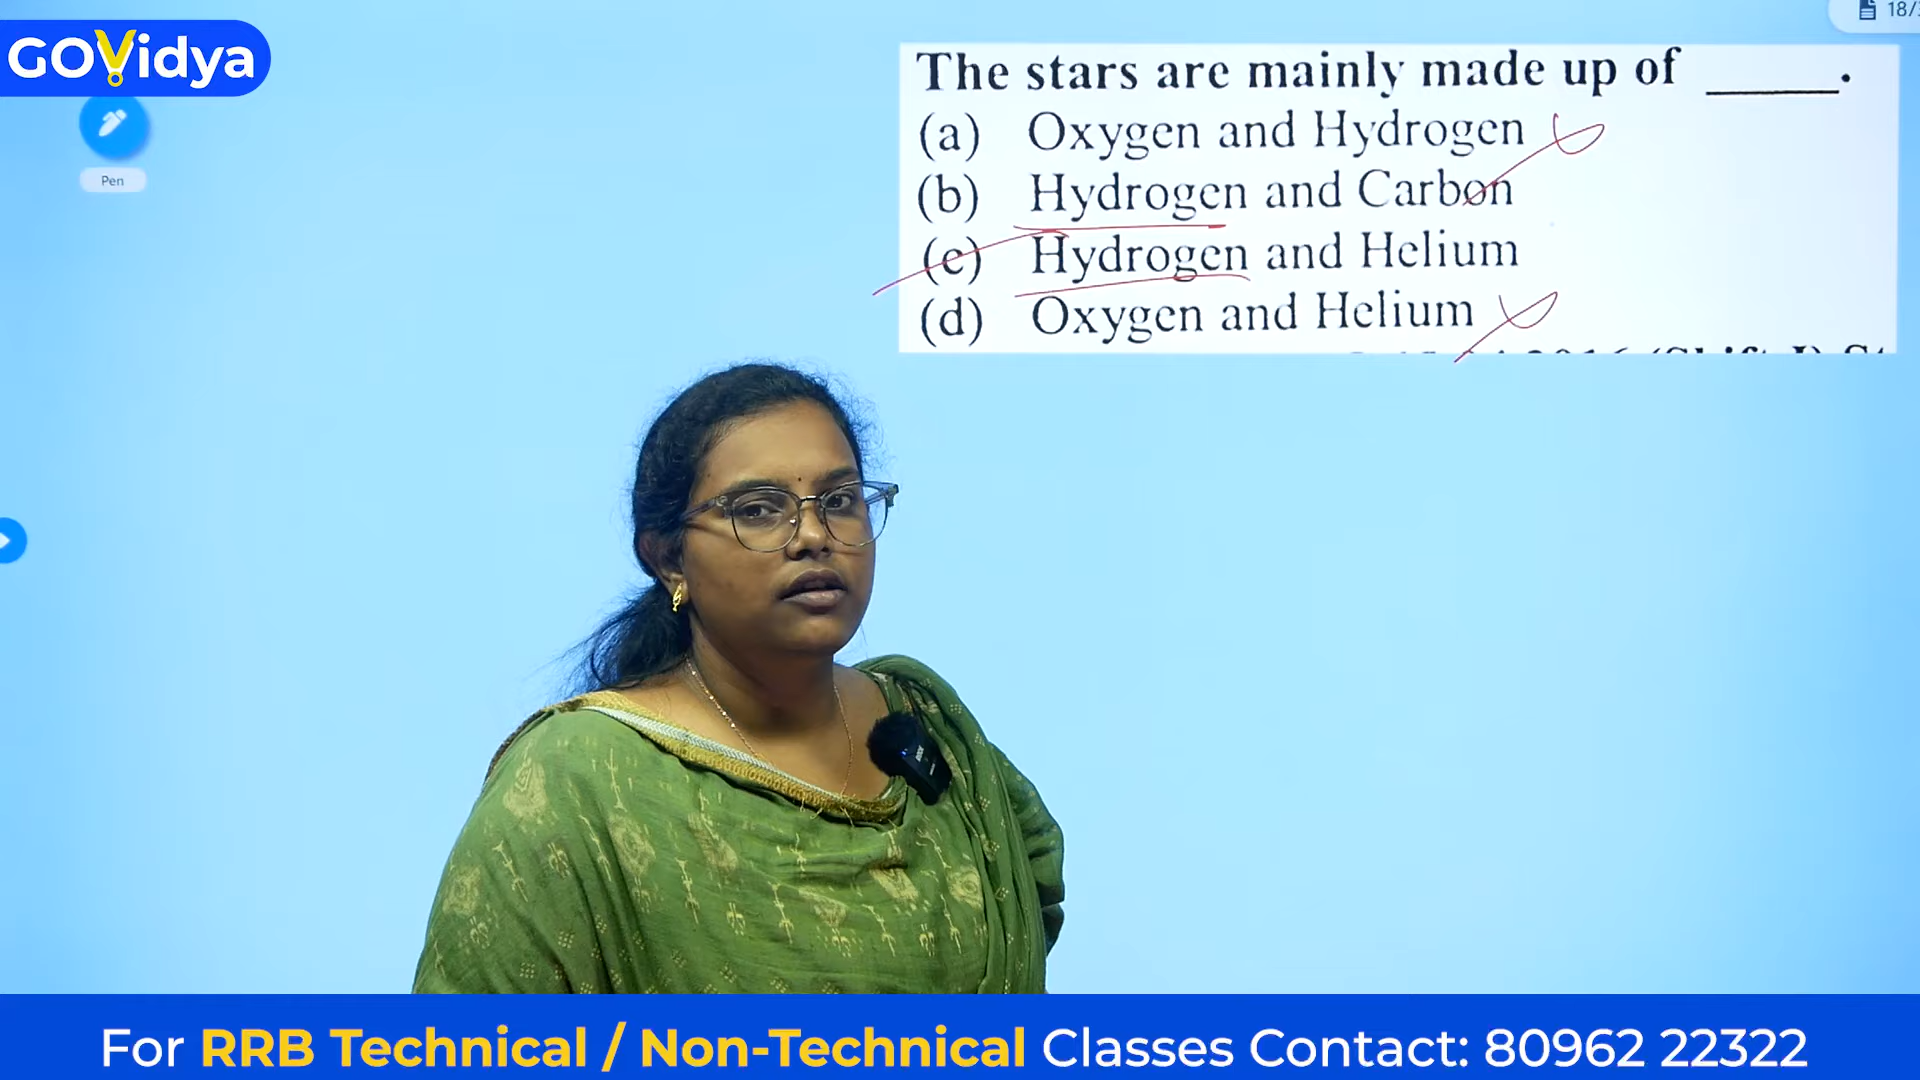 GOVidya
18/
Pen
The stars are mainly made up of _____.
(a) Oxygen and Hydrogen
(b) Hydrogen and Carbon
(c) Hydrogen and Helium
(d) Oxygen and Helium
For RRB Technical / Non-Technical Classes Contact: 80962 22322